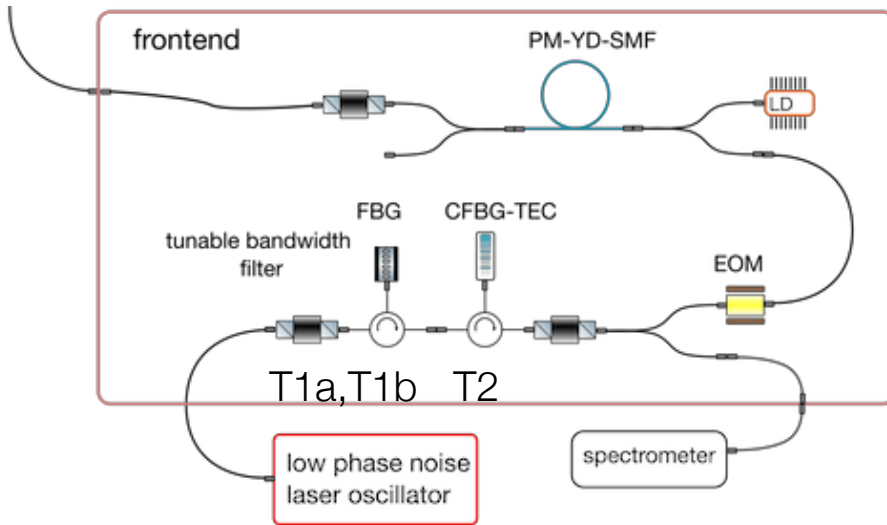 frontend
PM-YD-SMF
LD
FBG
CFBG-TEC
tunable bandwidth
filter
EOM
T1a,T1b
T2
low phase noise
laser oscillator
spectrometer